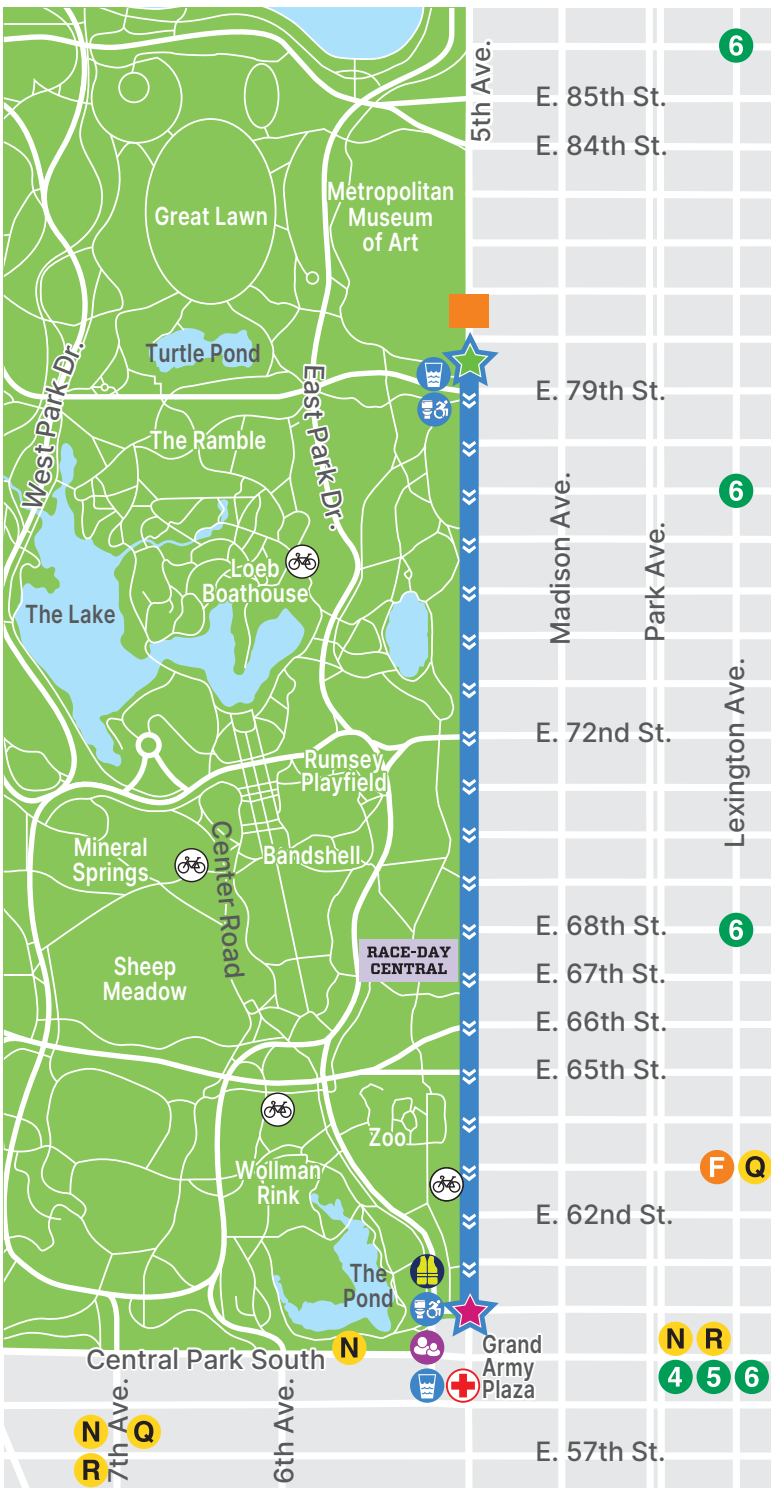 6
5th Ave.
E. 85th St.
E. 84th St.
Metropolitan
Museum
of Art
Great Lawn
Turtle Pond
West Park Dr.
East Park Dr.
E. 79th St.
The Ramble
Madison Ave.
Park Ave.
6
Loeb
Boathouse
The Lake
Lexington Ave.
E. 72nd St.
Rumsey
Playfield
Mineral
Springs
Center Road
Bandshell
E. 68th St.
6
RACE-DAY
CENTRAL
E. 67th St.
Sheep
Meadow
E. 66th St.
E. 65th St.
Zoo
F Q
Wollman
Rink
E. 62nd St.
The
Pond
Grand
Army
Plaza
N R
4 5 6
Central Park South
N
7th Ave.
6th Ave.
N Q
R
E. 57th St.